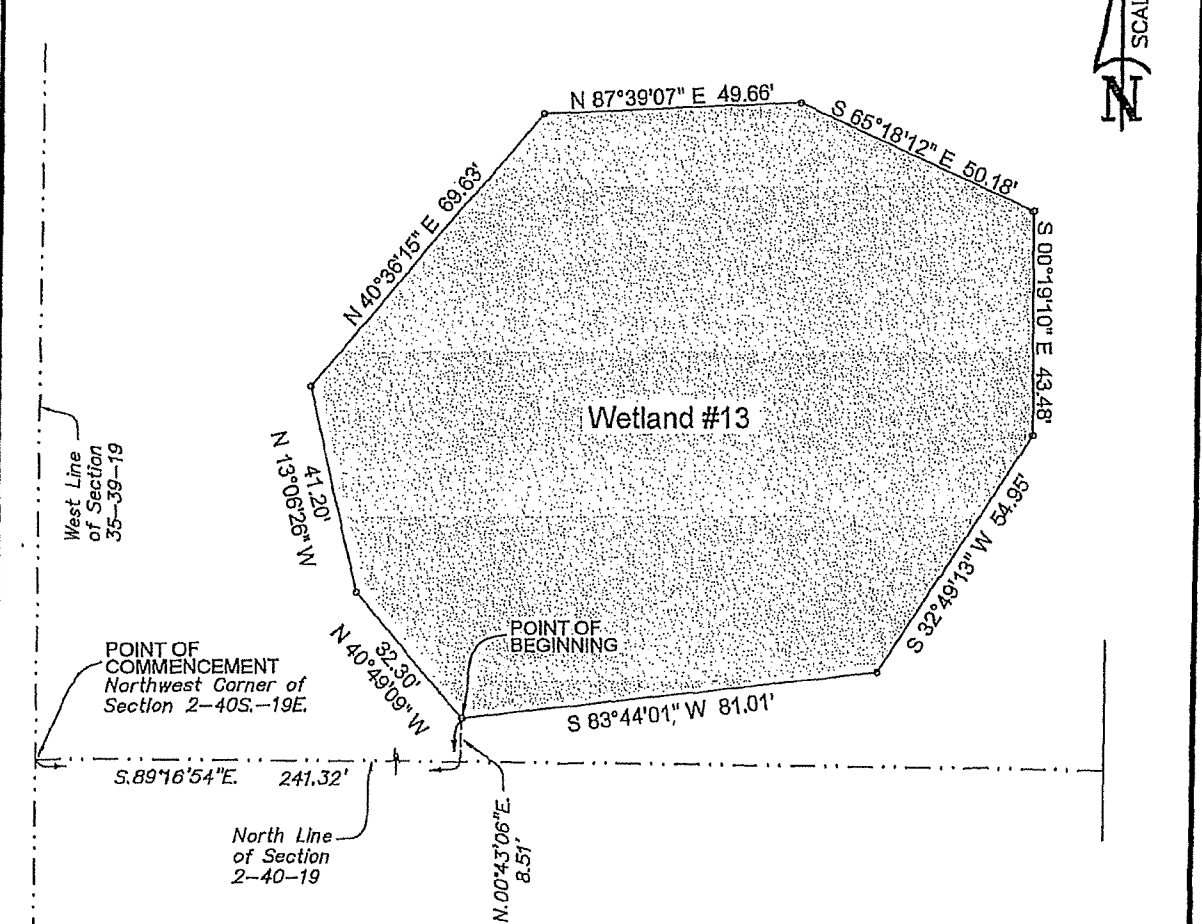 SCAL
N
N 87°39'07" E 49.66'
S 65°18'12" E 50.18'
N 40°36'15" E 69.63'
S 00°19'10" E 43.48'
Wetland #13
West Line
of Section
35-39-19
41.20'
N 13°06'26" W
S 32°49'13" W 54.95'
POINT OF
BEGINNING
POINT OF
COMMENCEMENT
Northwest Corner of
Section 2-40S.-19E.
32.30'
N 40°49'09" W
S 83°44'01" W 81.01'
S.89°16'54"E. 241.32'
North Line
of Section
2-40-19
N.00°43'06"E.
8.51'